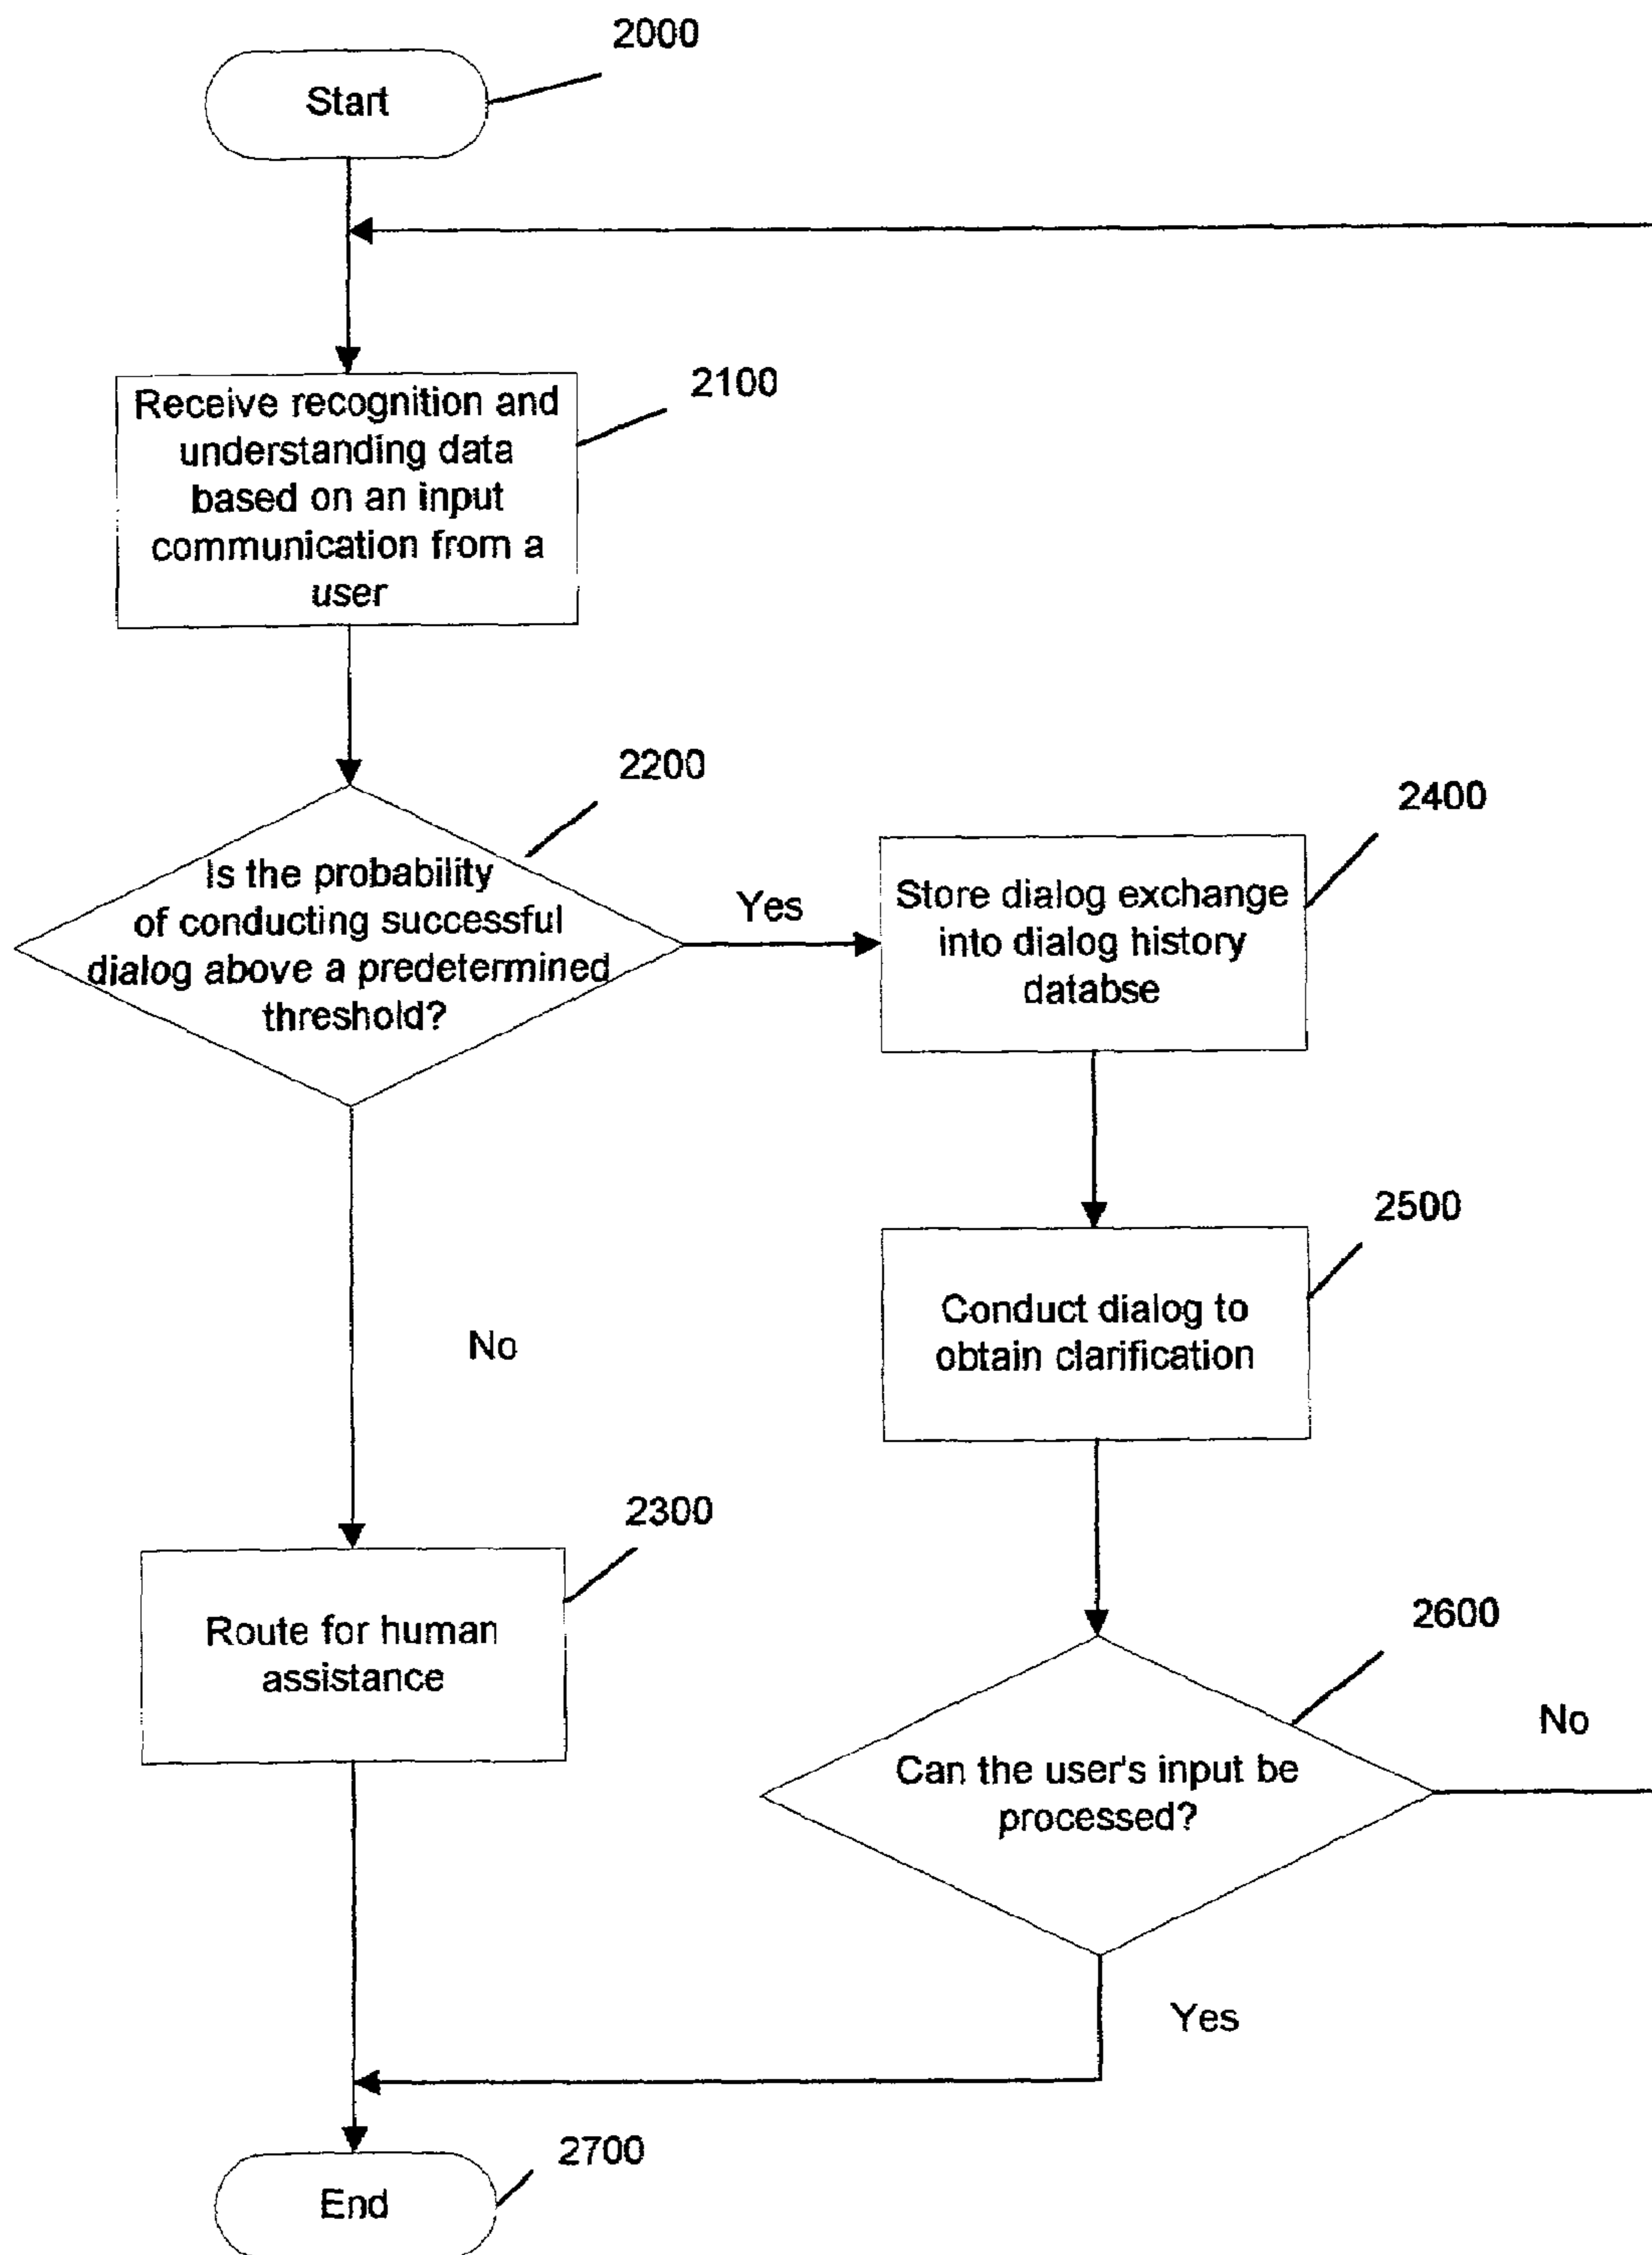 2000
Start
2100
Receive recognition and
understanding data
based on an input
communication from a
user
2200
Is the probability
of conducting successful
dialog above a predetermined
threshold?
Yes
2400
Store dialog exchange
into dialog history
databse
2500
Conduct dialog to
obtain clarification
No
2300
Route for human
assistance
2600
Can the user's input be
processed?
No
Yes
2700
End